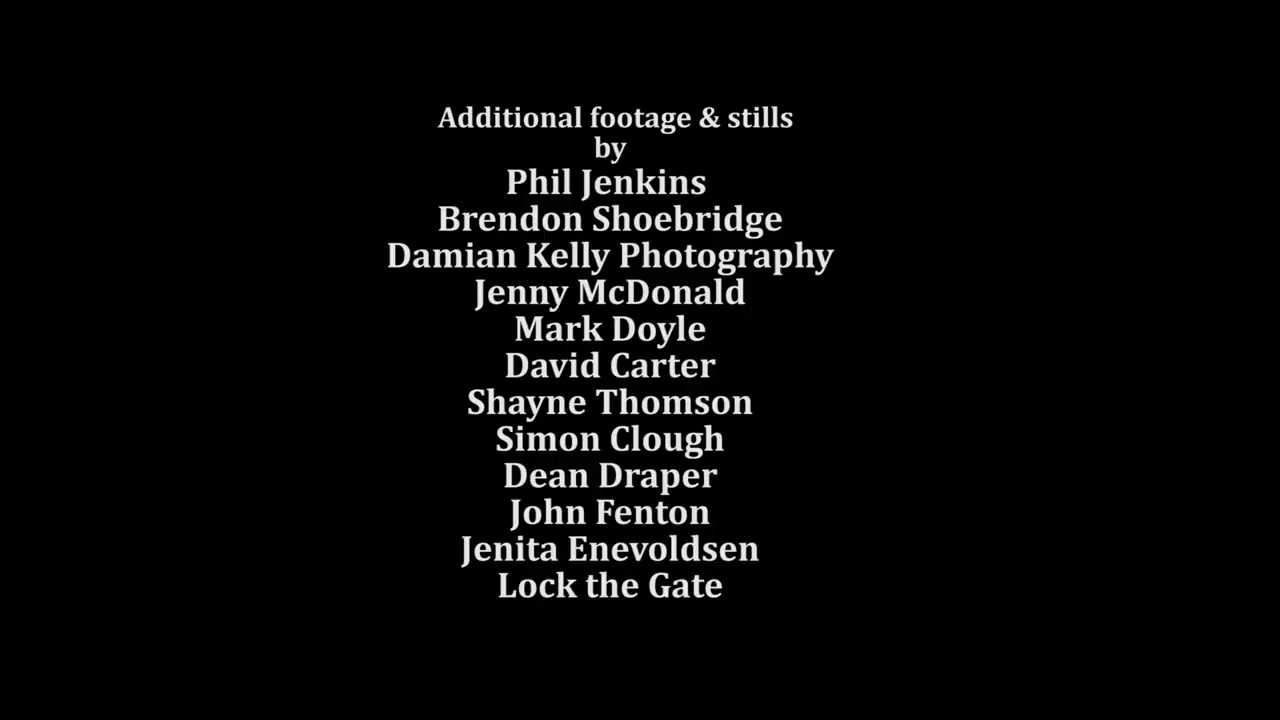 Additional footage & stills
by
Phil Jenkins
Brendon Shoebridge
Damian Kelly Photography
Jenny McDonald
Mark Doyle
David Carter
Shayne Thomson
Simon Clough
Dean Draper
John Fenton
Jenita Enevoldsen
Lock the Gate